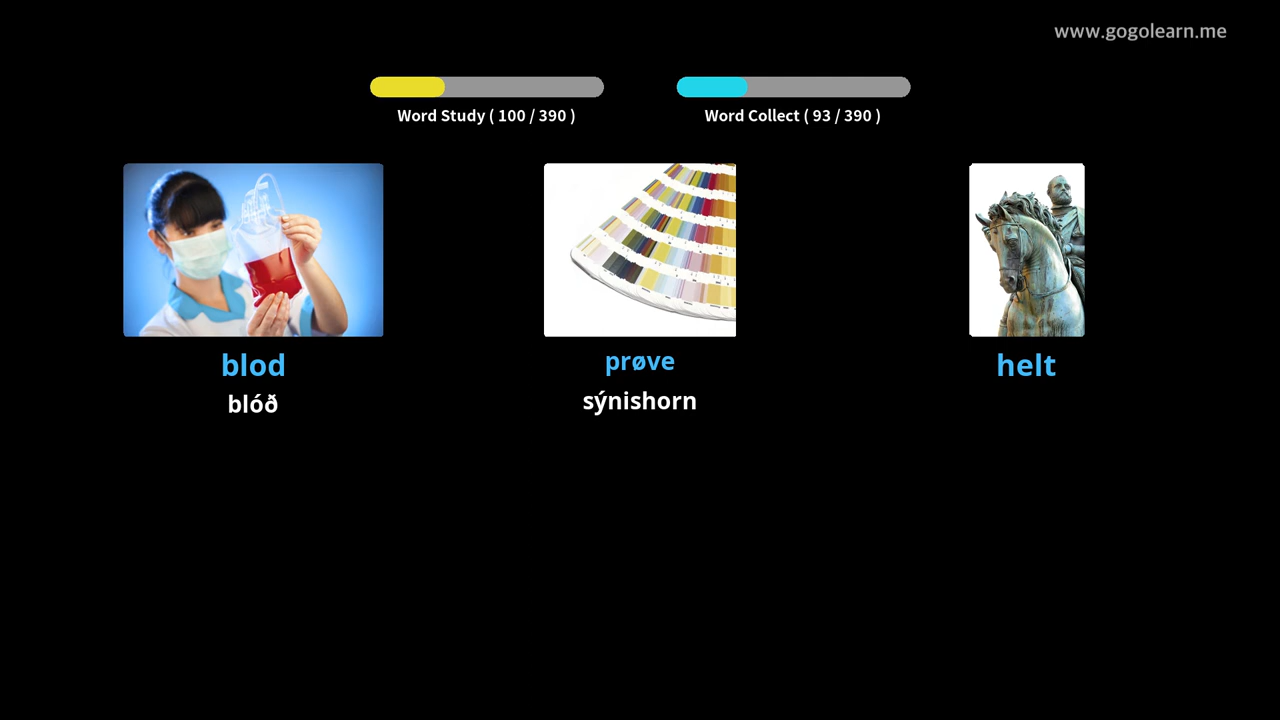 www.gogolearn.me
Word Study ( 100 / 390 )
Word Collect ( 93 / 390 )
blod
blóð
prøve
sýnishorn
helt